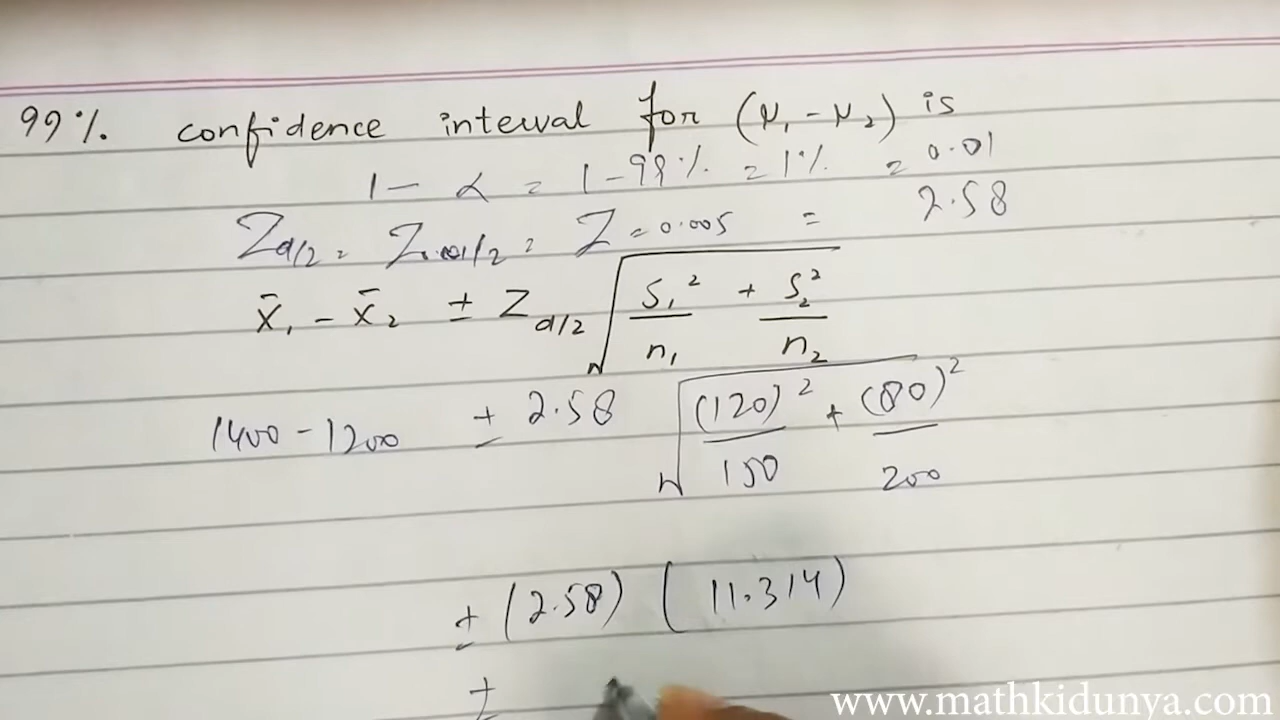 99% confidence interval for (μ₁ - μ₂) is
1 - α = 1 - 99% = 1% = 0.01
Zα/2 = Z0.01/2 = Z = 0.005 = 2.58
x̄₁ - x̄₂ ± Zα/2 √(S₁²/n₁ + S₂²/n₂)
1400 - 1200 ± 2.58 √((120)²/150 + (80)²/200)
± (2.58) (11.314)
±
www.mathkidunya.com